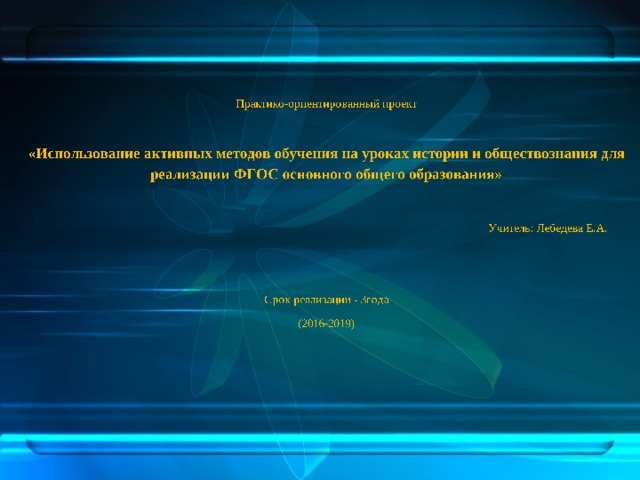 Практико-ориентированный проект
«Использование активных методов обучения на уроках истории и обществознания для
реализации ФГОС основного общего образования»
Учитель: Лебедева Е.А.
Срок реализации - 3года
(2016-2019)